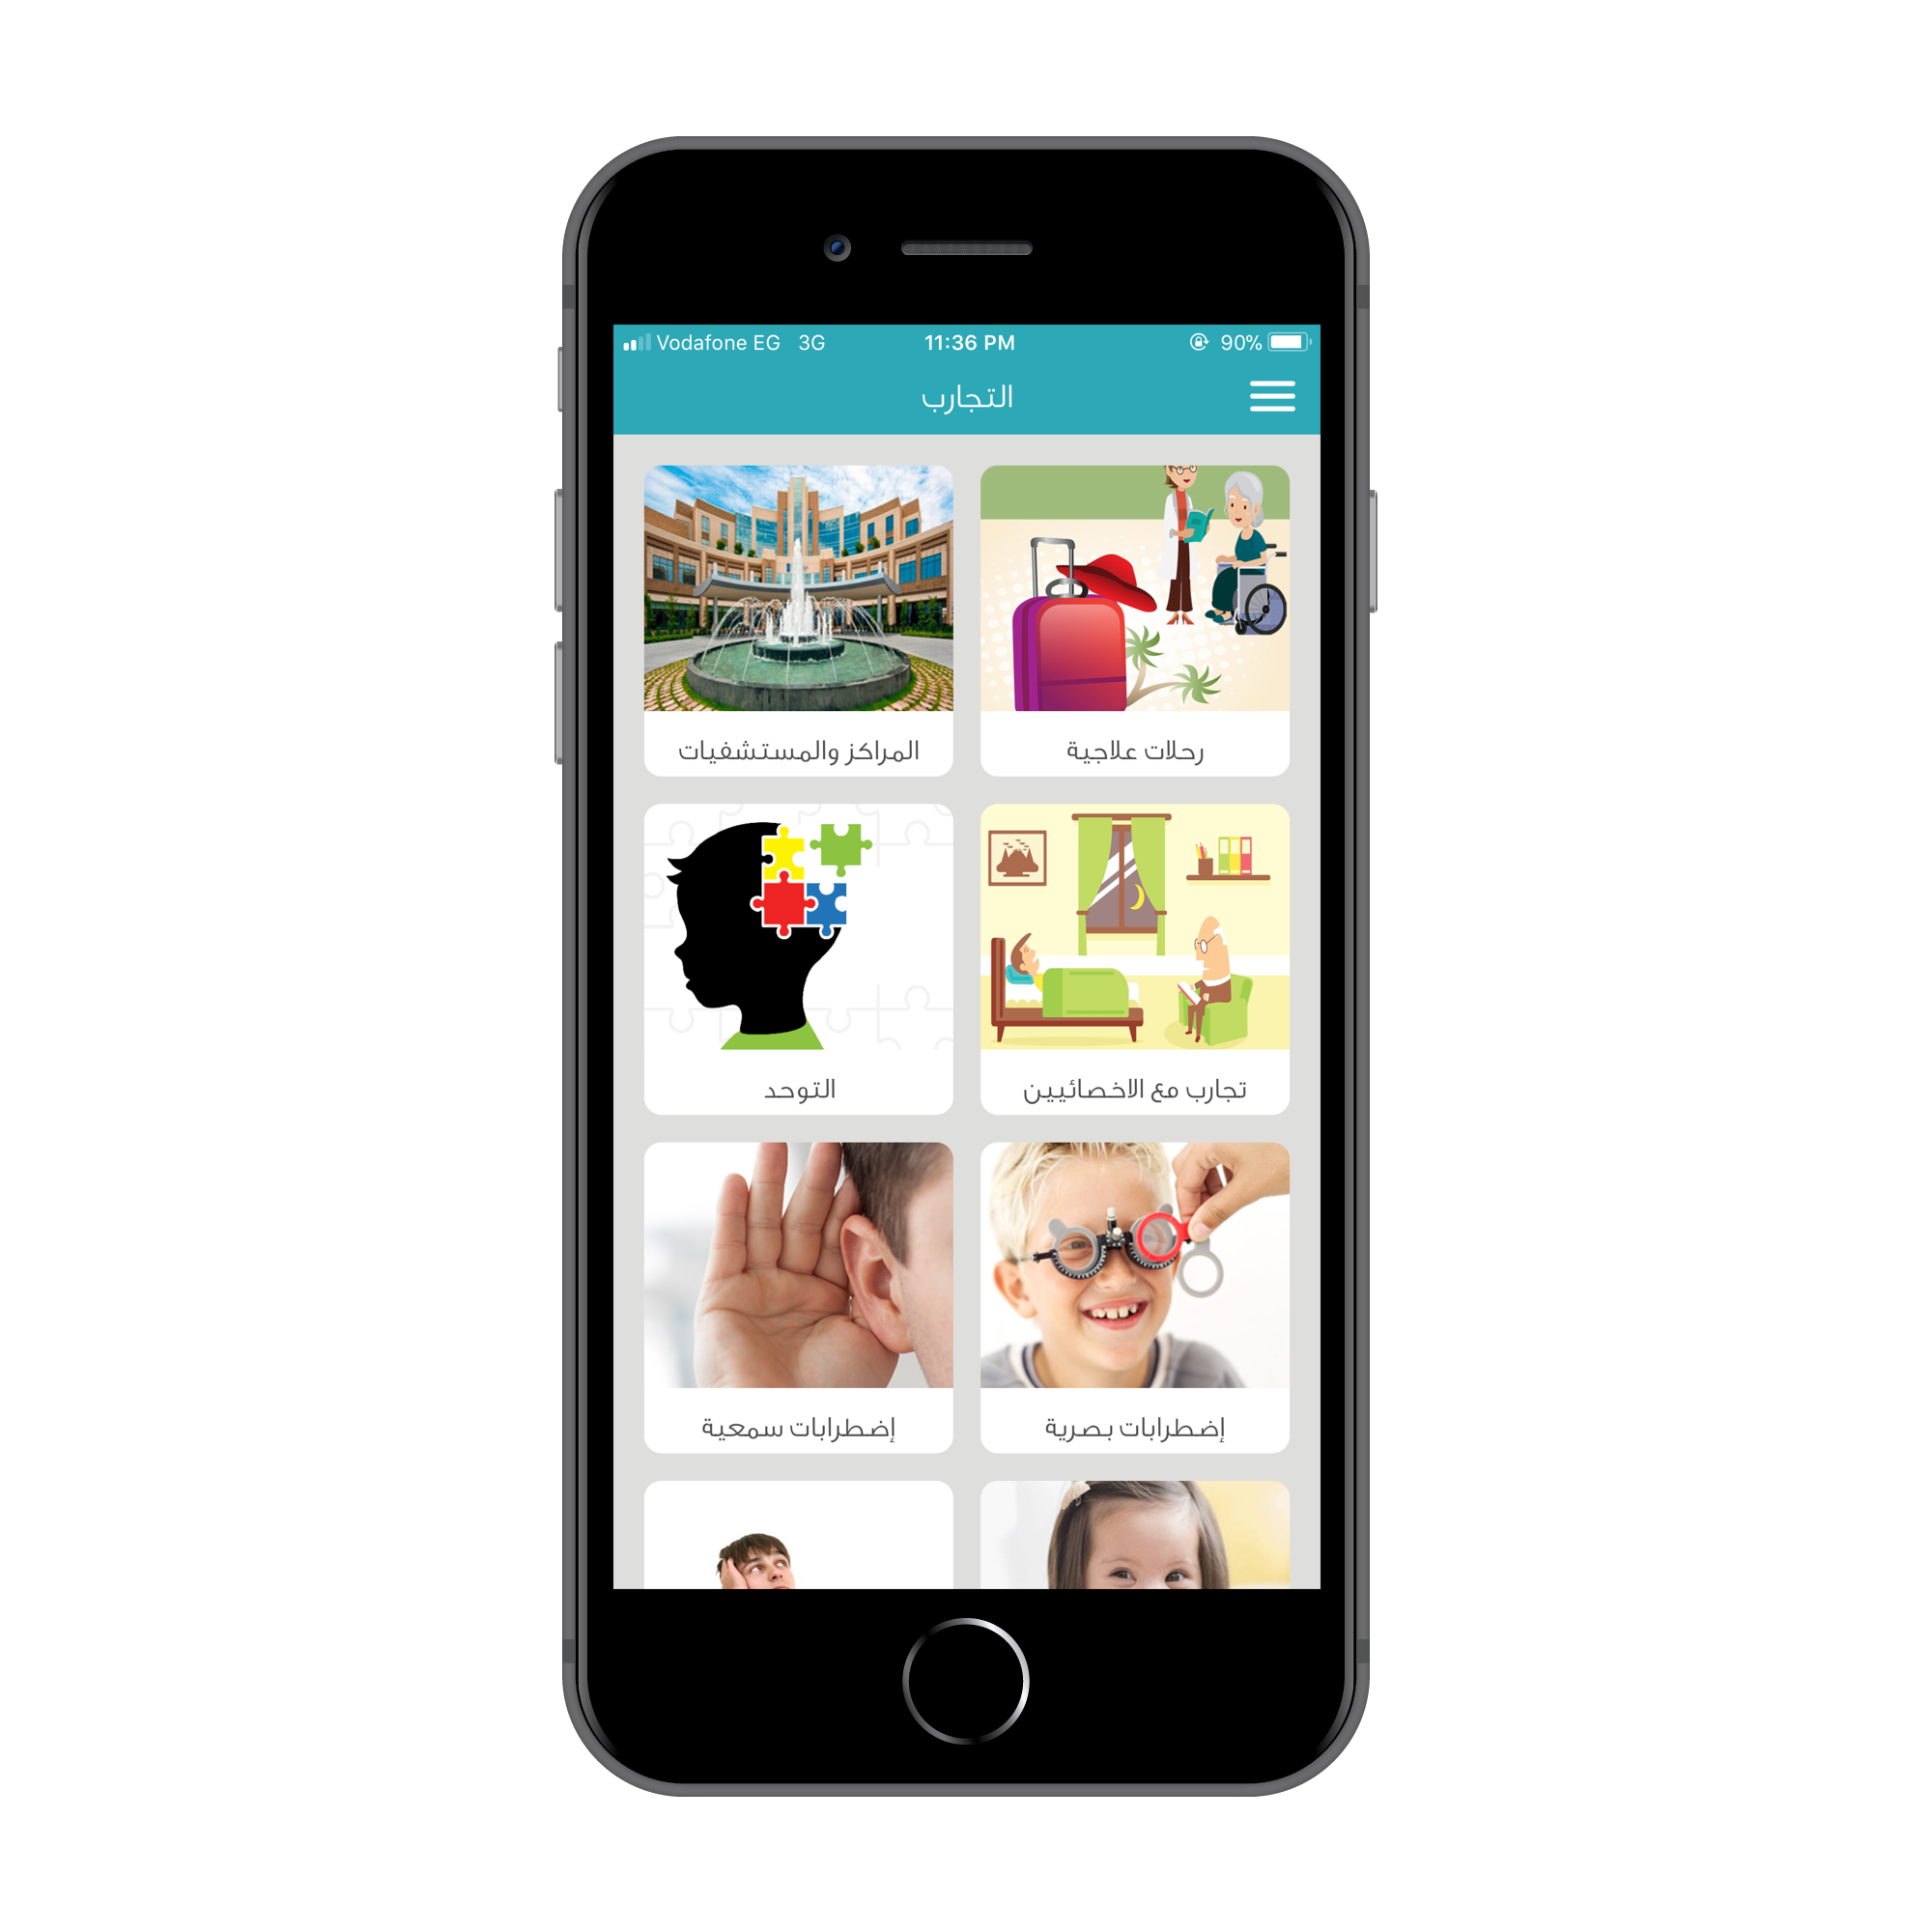 Vodafone EG 3G 11:36 PM 90%
التجارب
رحلات علاجية
المراكز والمستشفيات
تجارب مع الاخصائيين
التوحد
إضطرابات بصرية
إضطرابات سمعية